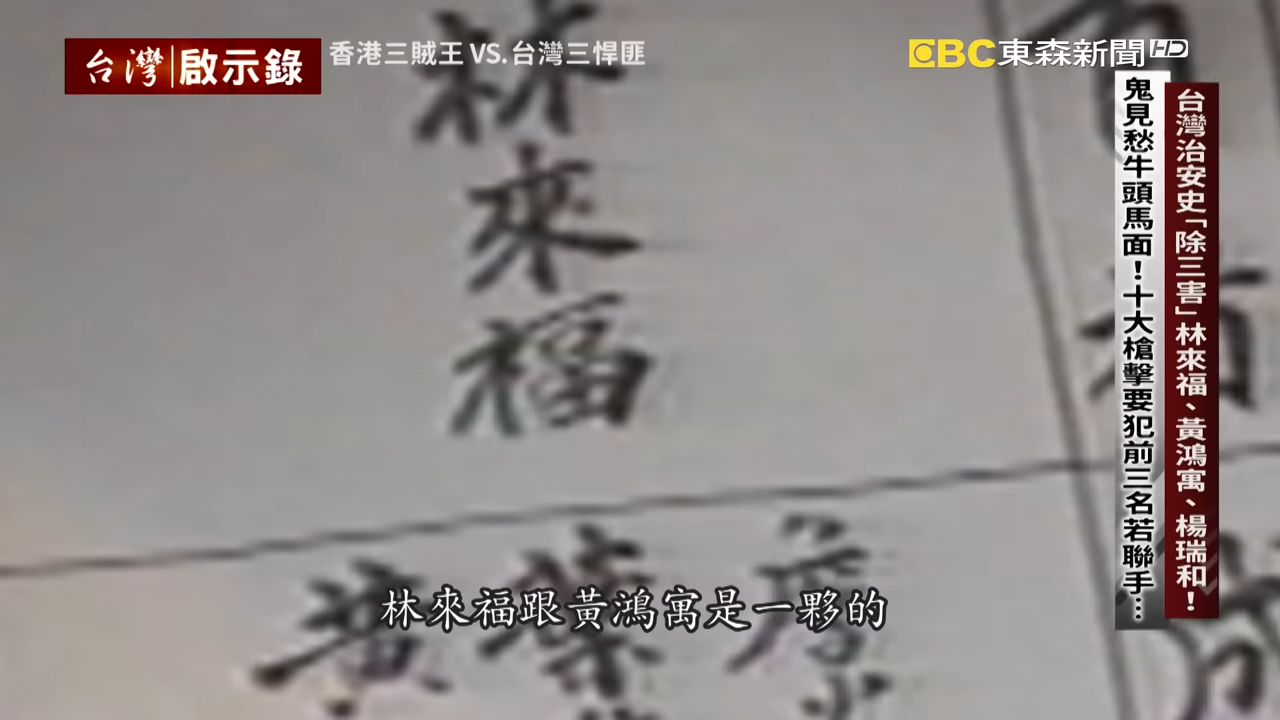 台灣啟示錄
香港三賊王 VS.台灣三悍匪
EBC東森新聞HD
台灣治安史「除三害」林來福、黃鴻寓、楊瑞和！
鬼見愁牛頭馬面！十大槍擊要犯前三名若聯手…
林來福
黃
葉
林來福跟黃鴻寓是一夥的